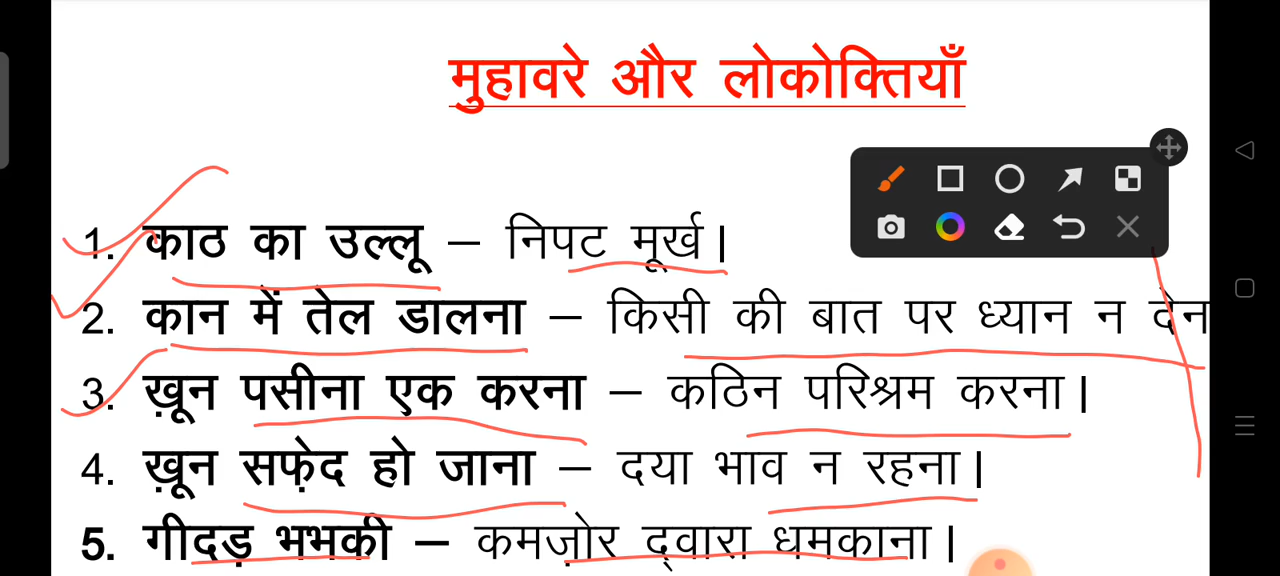 मुहावरे और लोकोक्तियाँ
1. काठ का उल्लू – निपट मूर्ख।
2. कान में तेल डालना – किसी की बात पर ध्यान न देन
3. ख़ून पसीना एक करना – कठिन परिश्रम करना।
4. ख़ून सफ़ेद हो जाना – दया भाव न रहना।
5. गीदड़ भभकी – कमज़ोर द्वारा धमकाना।